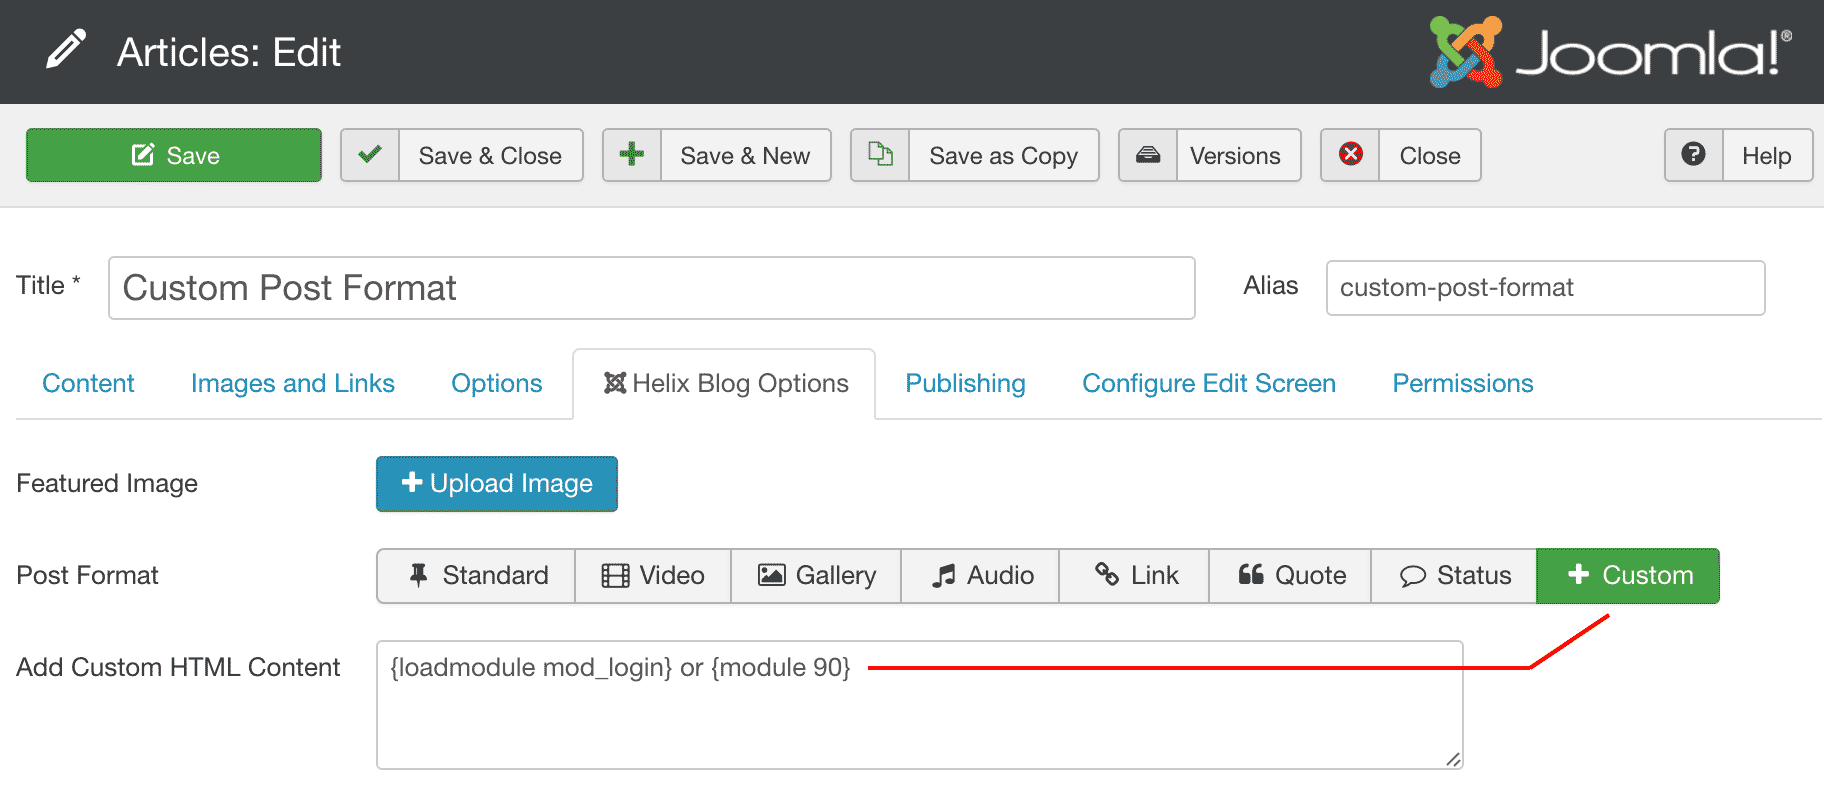 Articles: Edit
Joomla!®
Save
Save & Close
Save & New
Save as Copy
Versions
Close
Help
Title *
Custom Post Format
Alias
custom-post-format
Content
Images and Links
Options
Helix Blog Options
Publishing
Configure Edit Screen
Permissions
Featured Image
Upload Image
Post Format
Standard
Video
Gallery
Audio
Link
Quote
Status
Custom
Add Custom HTML Content
{loadmodule mod_login} or {module 90}